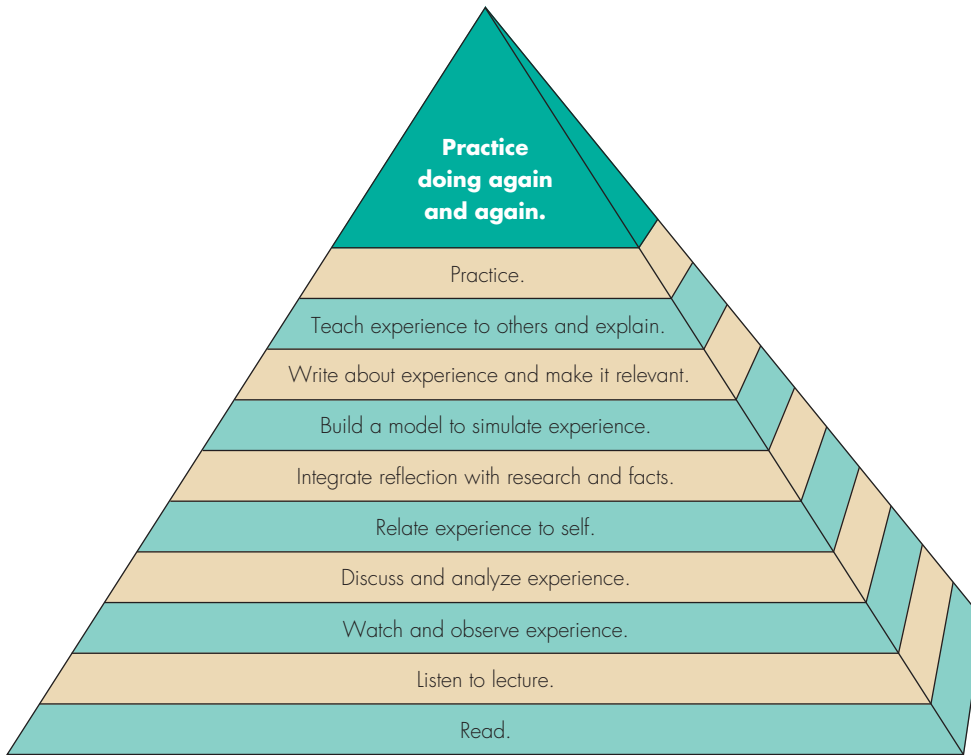 Practice
doing again
and again.
Practice.
Teach experience to others and explain.
Write about experience and make it relevant.
Build a model to simulate experience.
Integrate reflection with research and facts.
Relate experience to self.
Discuss and analyze experience.
Watch and observe experience.
Listen to lecture.
Read.